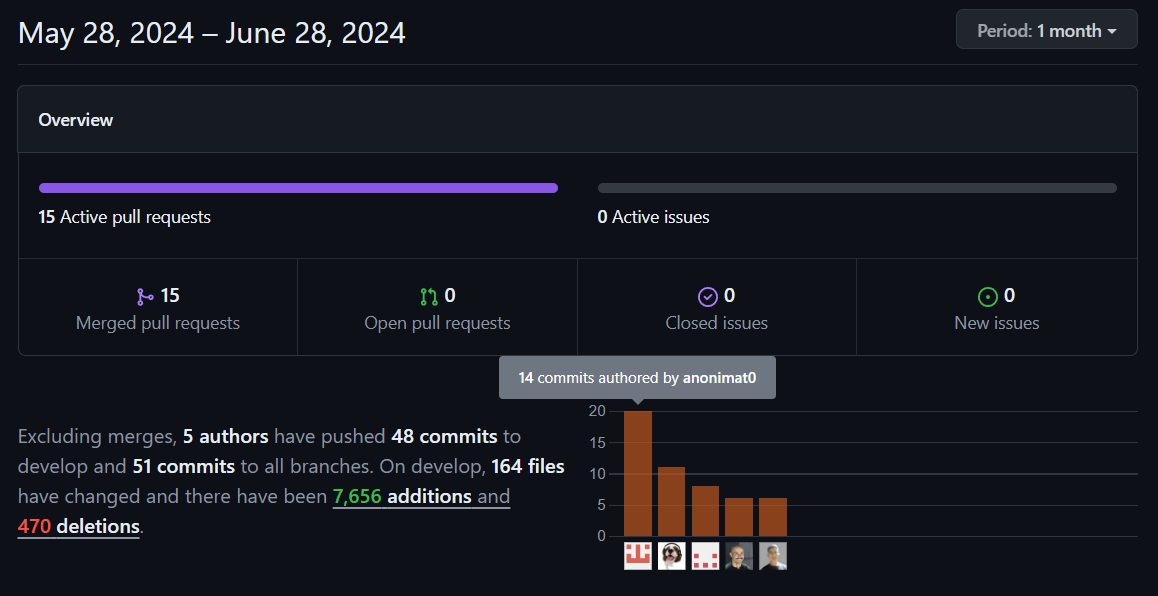 May 28, 2024 – June 28, 2024
Period: 1 month
Overview
15 Active pull requests
0 Active issues
15
Merged pull requests
0
Open pull requests
0
Closed issues
0
New issues
14 commits authored by anonimat0
Excluding merges, 5 authors have pushed 48 commits to
develop and 51 commits to all branches. On develop, 164 files
have changed and there have been 7,656 additions and
470 deletions.
20
15
10
5
0